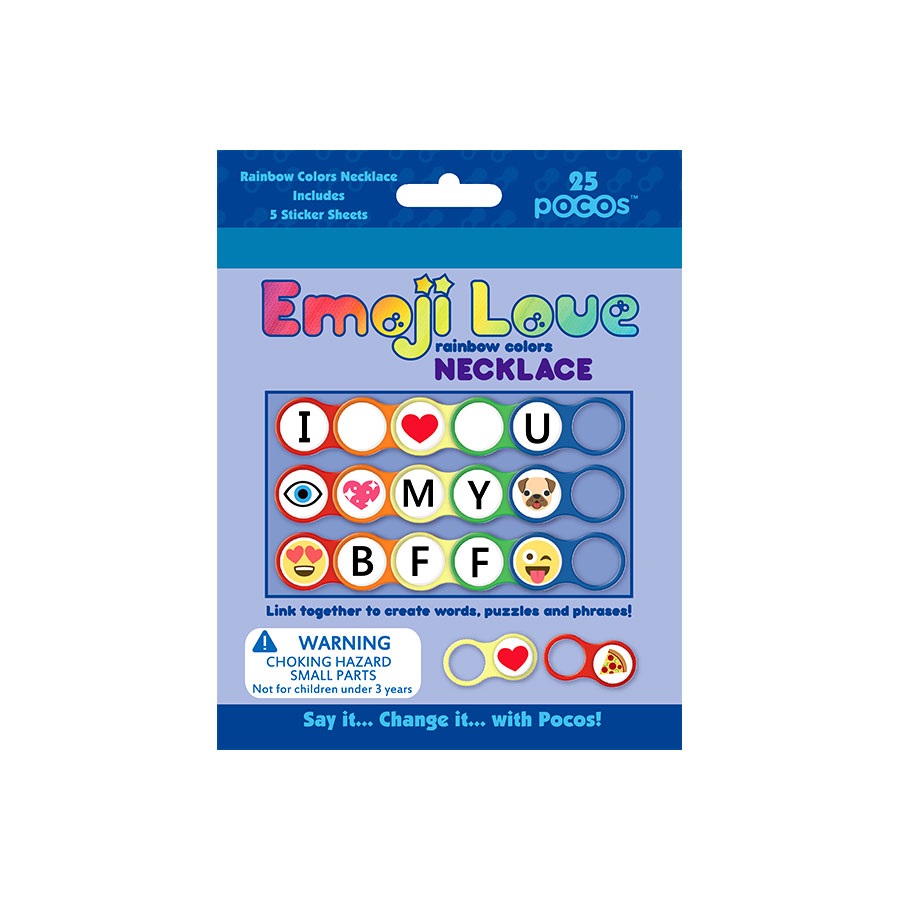 Rainbow Colors Necklace
Includes
5 Sticker Sheets
25
pocos™
Emoji Love
rainbow colors
NECKLACE
I U
M Y
B F F
Link together to create words, puzzles and phrases!
WARNING
CHOKING HAZARD
SMALL PARTS
Not for children under 3 years
Say it... Change it... with Pocos!